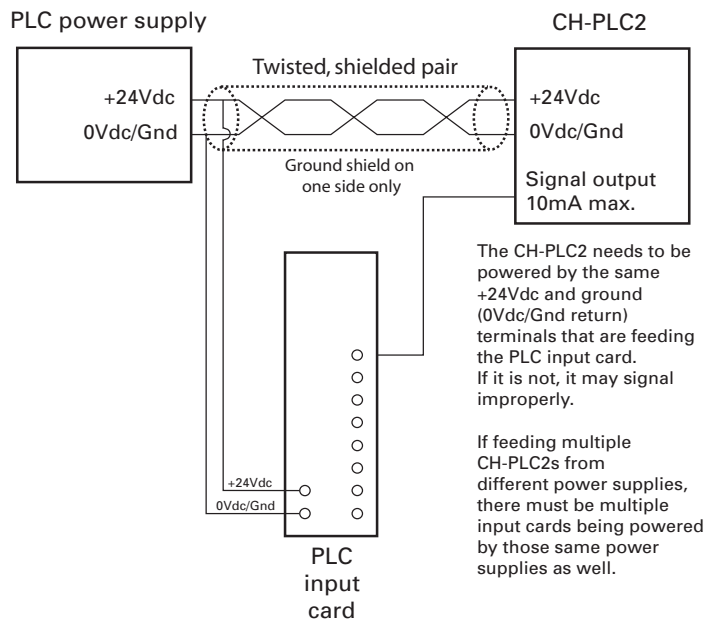 PLC power supply
CH-PLC2
+24Vdc
0Vdc/Gnd
Twisted, shielded pair
Ground shield on
one side only
+24Vdc
0Vdc/Gnd
Signal output
10mA max.
The CH-PLC2 needs to be
powered by the same
+24Vdc and ground
(0Vdc/Gnd return)
terminals that are feeding
the PLC input card.
If it is not, it may signal
improperly.
If feeding multiple
CH-PLC2s from
different power supplies,
there must be multiple
input cards being powered
by those same power
supplies as well.
+24Vdc
0Vdc/Gnd
PLC
input
card